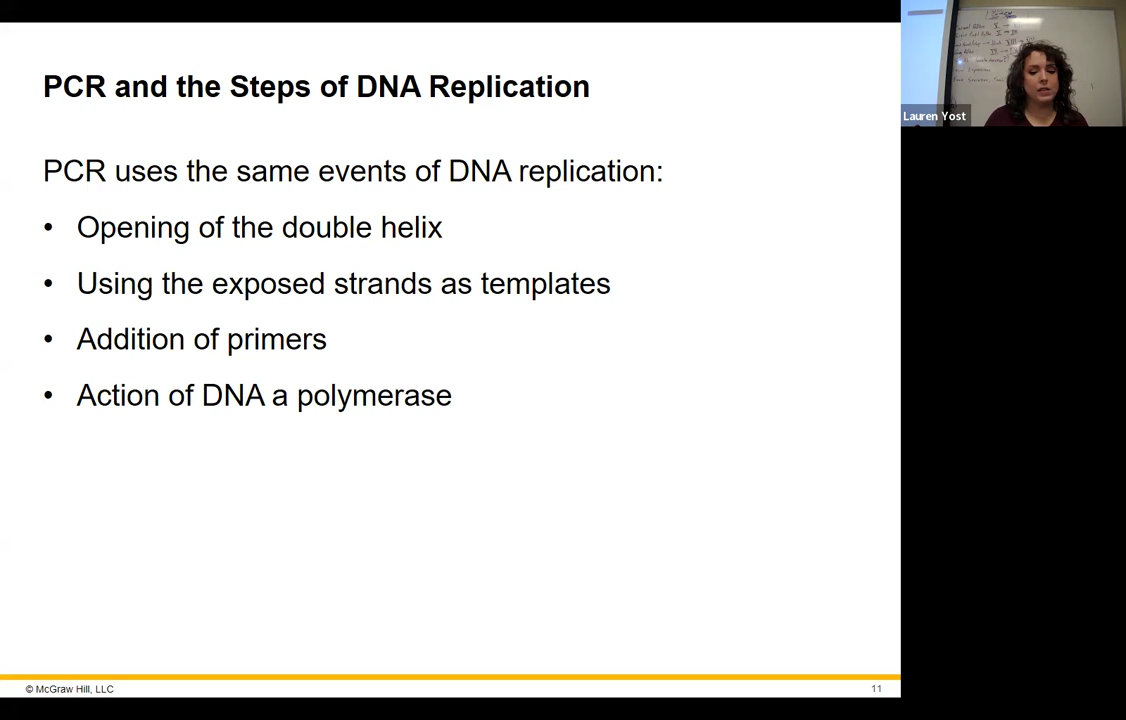 PCR and the Steps of DNA Replication
PCR uses the same events of DNA replication:
• Opening of the double helix
• Using the exposed strands as templates
• Addition of primers
• Action of DNA a polymerase
© McGraw Hill, LLC
11
Lauren Yost